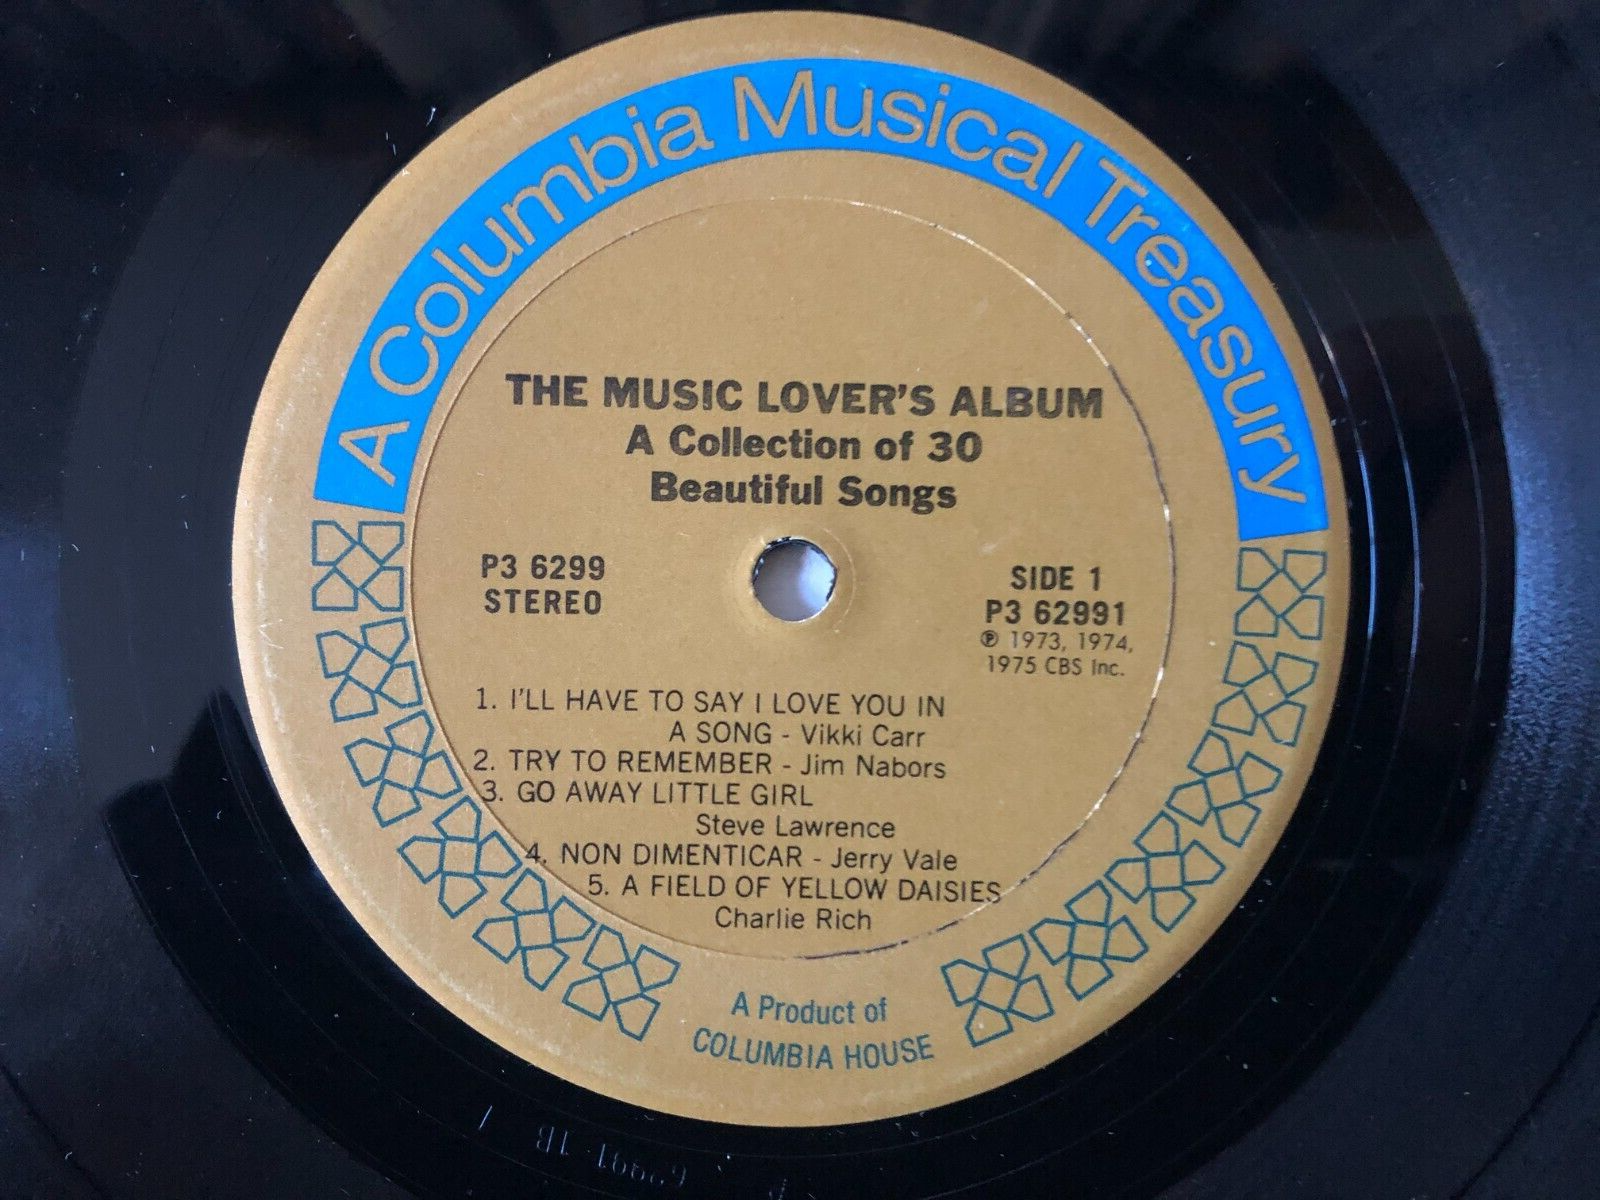 A Columbia Musical Treasury
THE MUSIC LOVER'S ALBUM
A Collection of 30
Beautiful Songs
P3 6299
STEREO
SIDE 1
P3 62991
℗ 1973, 1974,
1975 CBS Inc.
1. I'LL HAVE TO SAY I LOVE YOU IN
A SONG - Vikki Carr
2. TRY TO REMEMBER - Jim Nabors
3. GO AWAY LITTLE GIRL
Steve Lawrence
4. NON DIMENTICAR - Jerry Vale
5. A FIELD OF YELLOW DAISIES
Charlie Rich
A Product of
COLUMBIA HOUSE